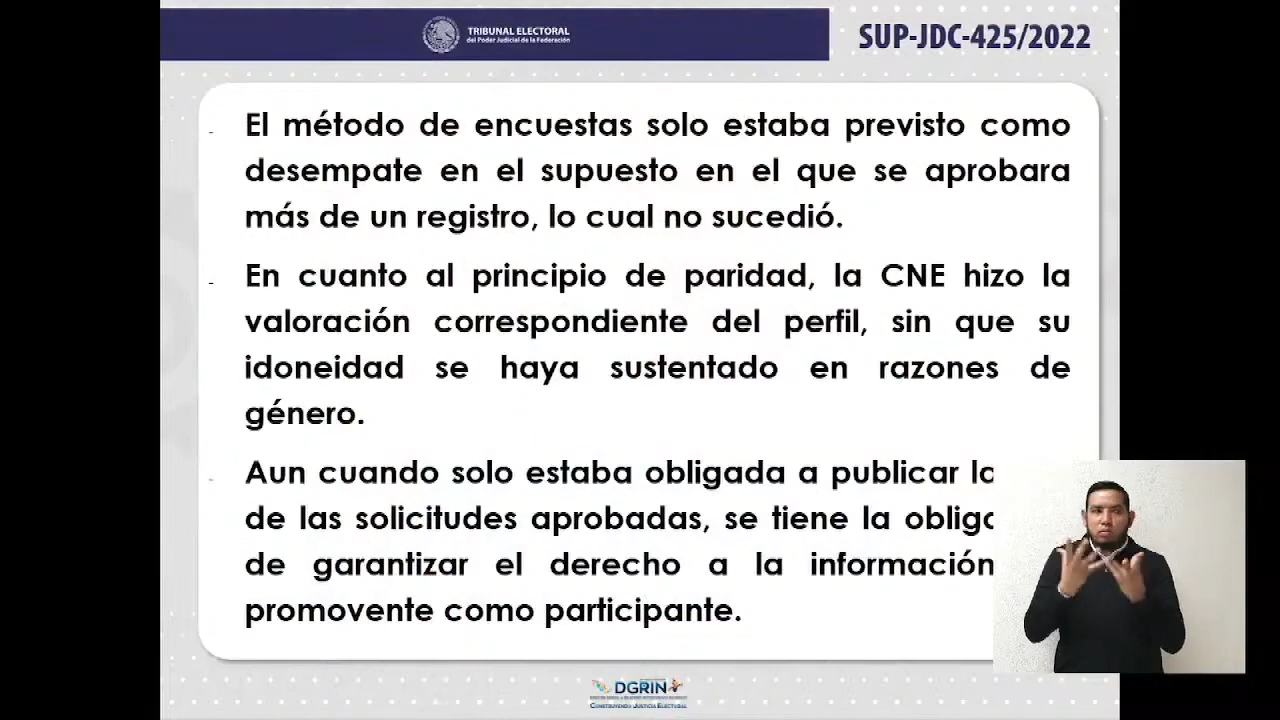 TRIBUNAL ELECTORAL
del Poder Judicial de la Federación
SUP-JDC-425/2022
- El método de encuestas solo estaba previsto como
desempate en el supuesto en el que se aprobara
más de un registro, lo cual no sucedió.
- En cuanto al principio de paridad, la CNE hizo la
valoración correspondiente del perfil, sin que su
idoneidad se haya sustentado en razones de
género.
- Aun cuando solo estaba obligada a publicar
de las solicitudes aprobadas, se tiene la
de garantizar el derecho a la información
promovente como participante.
DGRIN
Construyendo Justicia Electoral